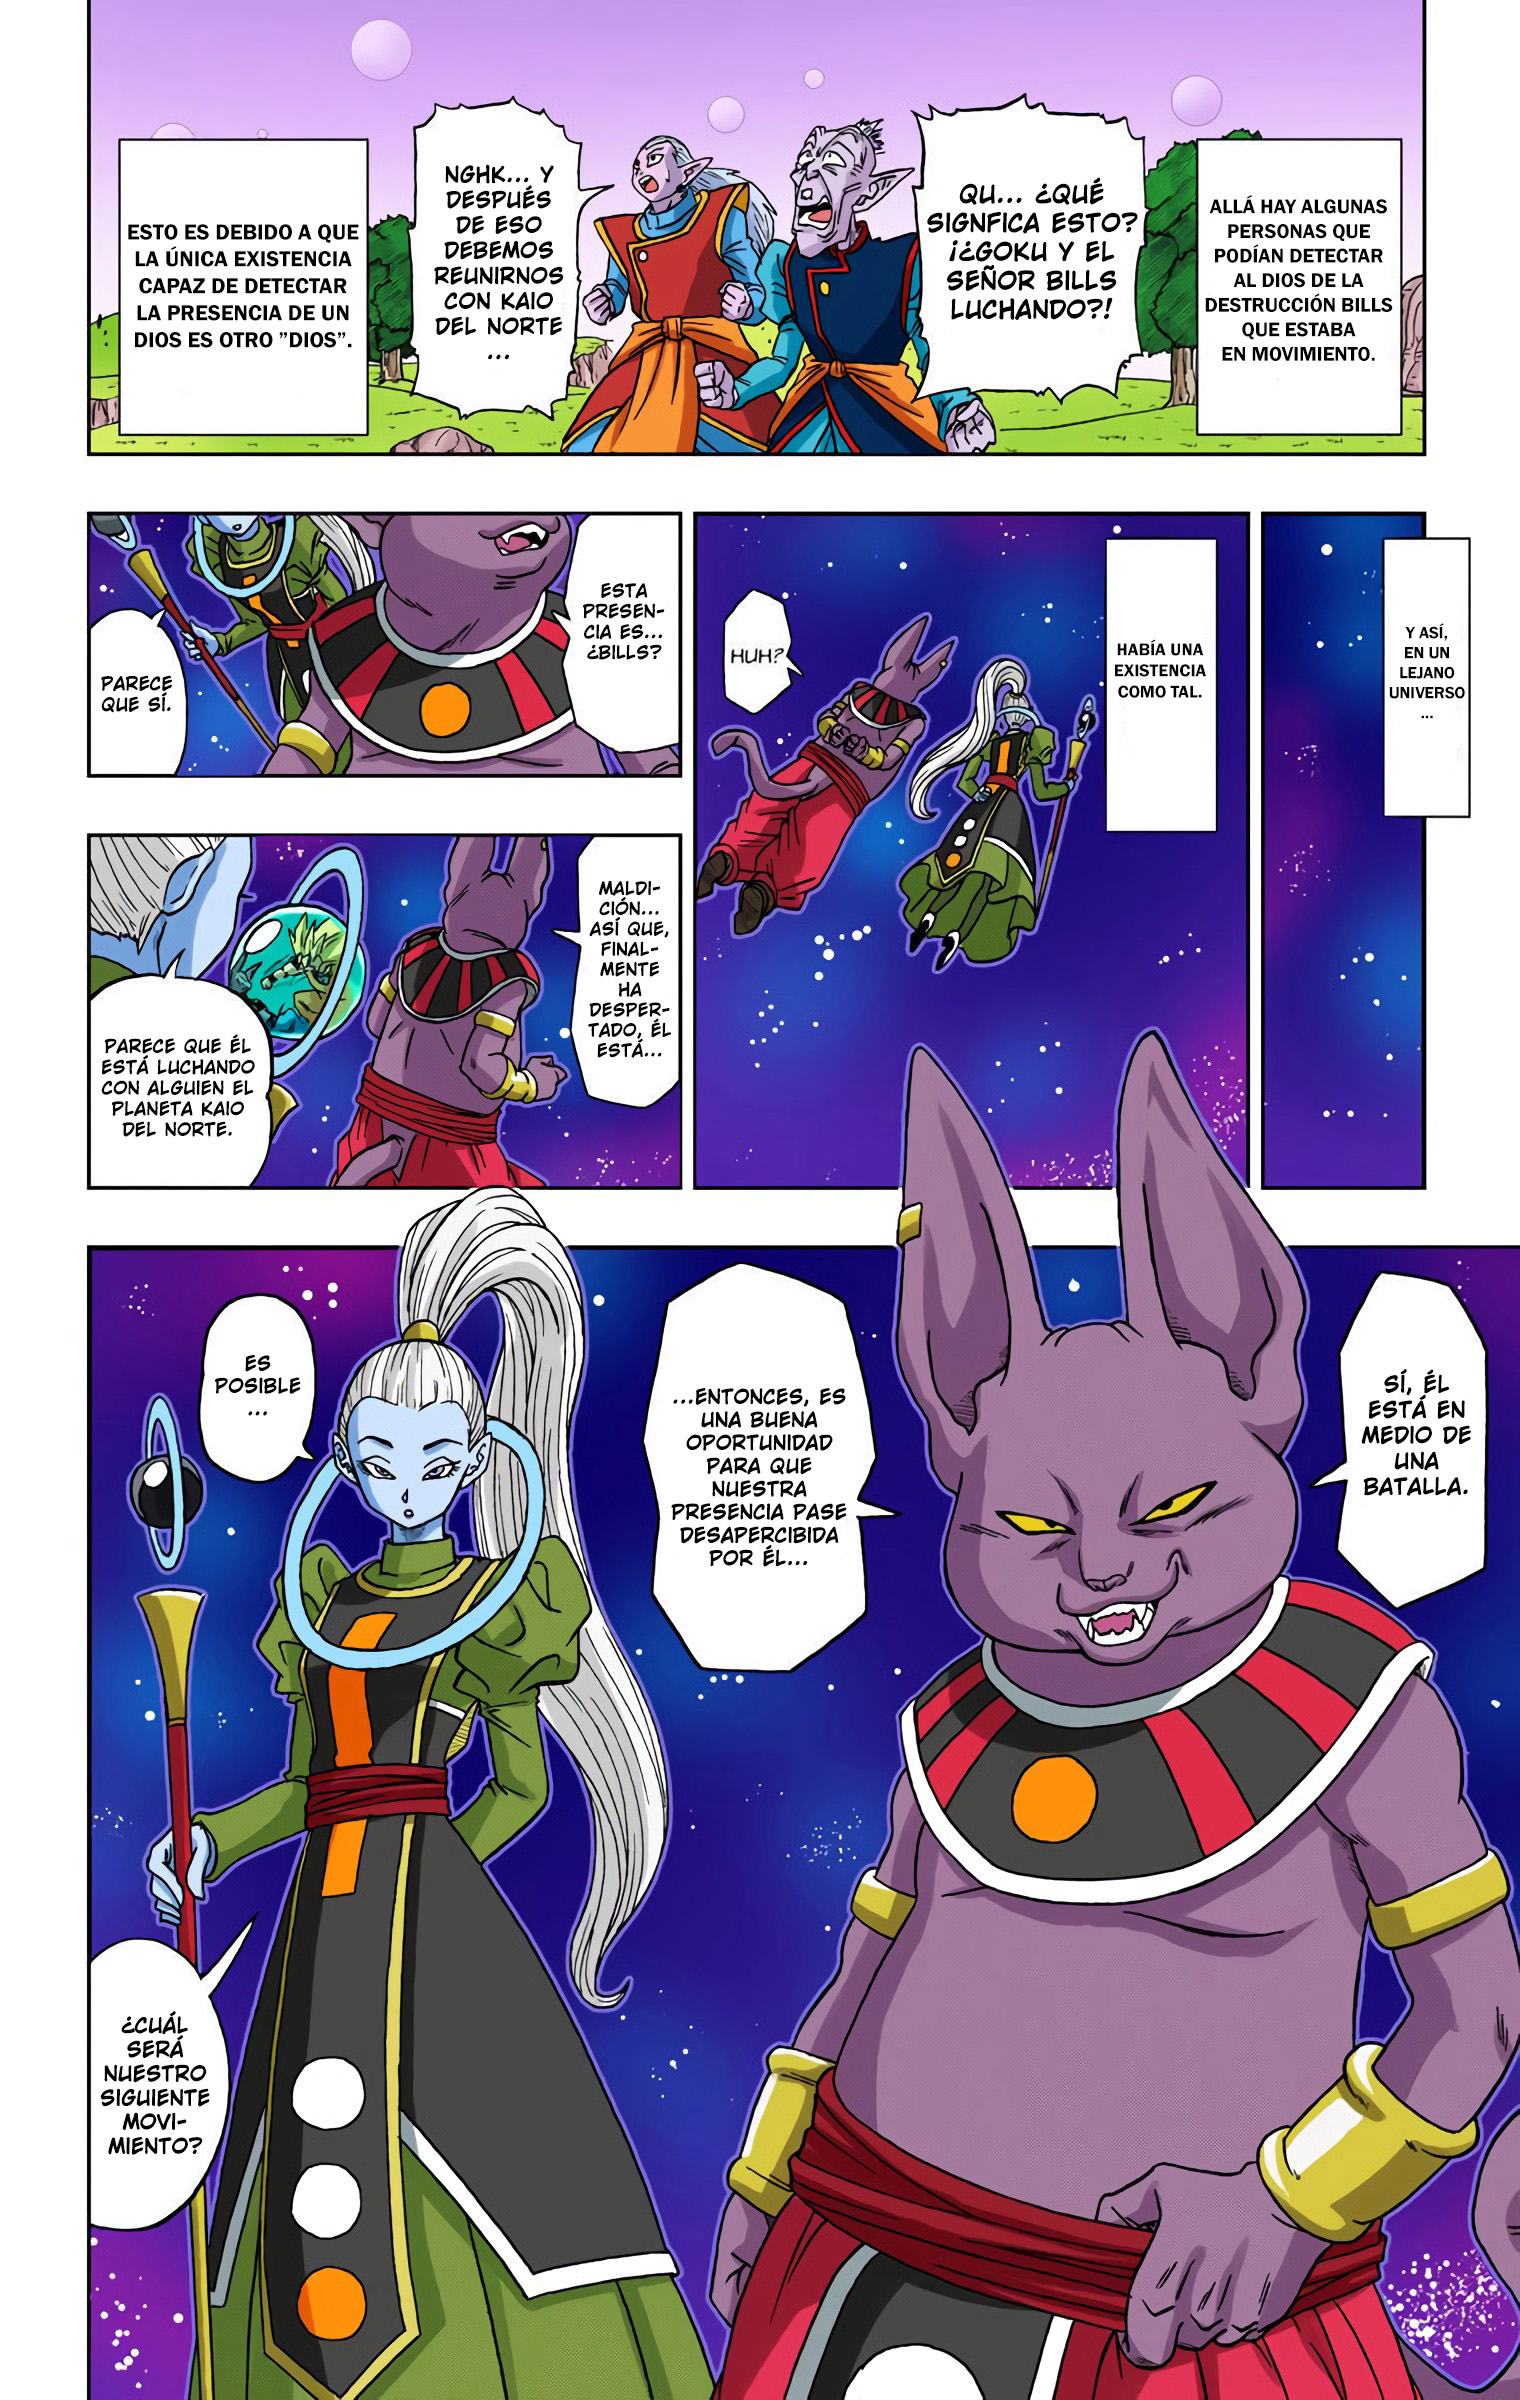 ALLÁ HAY ALGUNAS
PERSONAS QUE
PODÍAN DETECTAR
AL DIOS DE LA
DESTRUCCIÓN BILLS
QUE ESTABA
EN MOVIMIENTO.
QU... ¿QUÉ
SIGNFICA ESTO?
¡¿GOKU Y EL
SEÑOR BILLS
LUCHANDO?!
NGHK... Y
DESPUÉS
DE ESO
DEBEMOS
REUNIRNOS
CON KAIO
DEL NORTE
...
ESTO ES DEBIDO A QUE
LA ÚNICA EXISTENCIA
CAPAZ DE DETECTAR
LA PRESENCIA DE UN
DIOS ES OTRO "DIOS".
Y ASÍ,
EN UN
LEJANO
UNIVERSO
...
HABÍA UNA
EXISTENCIA
COMO TAL.
HUH?
ESTA
PRESEN-
CIA ES...
¿BILLS?
PARECE
QUE SÍ.
MALDI-
CIÓN...
ASÍ QUE,
FINAL-
MENTE
HA
DESPER-
TADO, ÉL
ESTÁ...
PARECE QUE ÉL
ESTÁ LUCHANDO
CON ALGUIEN EL
PLANETA KAIO
DEL NORTE.
SÍ, ÉL
ESTÁ EN
MEDIO DE
UNA
BATALLA.
...ENTONCES, ES
UNA BUENA
OPORTUNIDAD
PARA QUE
NUESTRA
PRESENCIA PASE
DESAPERCIBIDA
POR ÉL...
ES
POSIBLE
...
¿CUÁL
SERÁ
NUESTRO
SIGUIENTE
MOVI-
MIENTO?